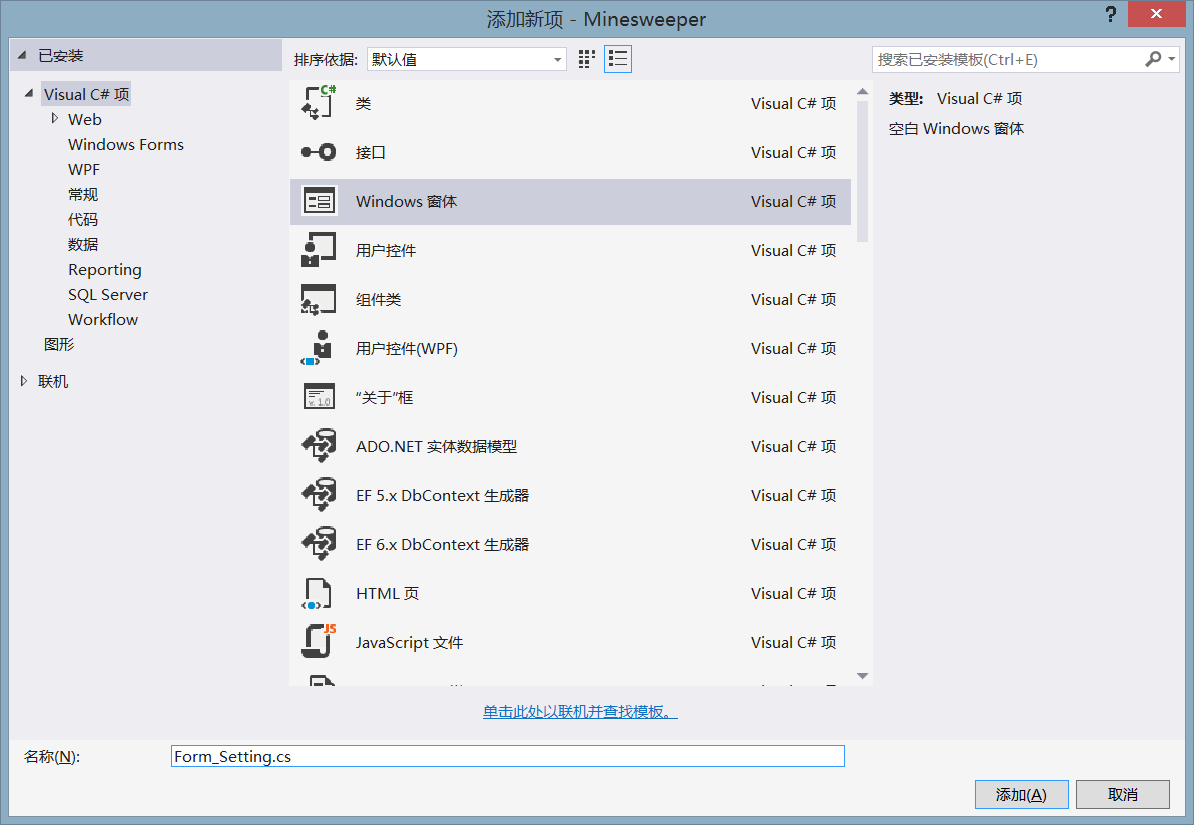 添加新项 - Minesweeper
?
已安装
排序依据: 默认值
搜索已安装模板(Ctrl+E)
Visual C# 项
Web
Windows Forms
WPF
常规
代码
数据
Reporting
SQL Server
Workflow
图形
联机
C# 类 Visual C# 项
接口 Visual C# 项
Windows 窗体 Visual C# 项
用户控件 Visual C# 项
组件类 Visual C# 项
用户控件(WPF) Visual C# 项
v. 1.0 “关于”框 Visual C# 项
ADO.NET 实体数据模型 Visual C# 项
EF 5.x DbContext 生成器 Visual C# 项
EF 6.x DbContext 生成器 Visual C# 项
HTML 页 Visual C# 项
JS JavaScript 文件 Visual C# 项
类型: Visual C# 项
空白 Windows 窗体
单击此处以联机并查找模板。
名称(N): Form_Setting.cs
添加(A) 取消